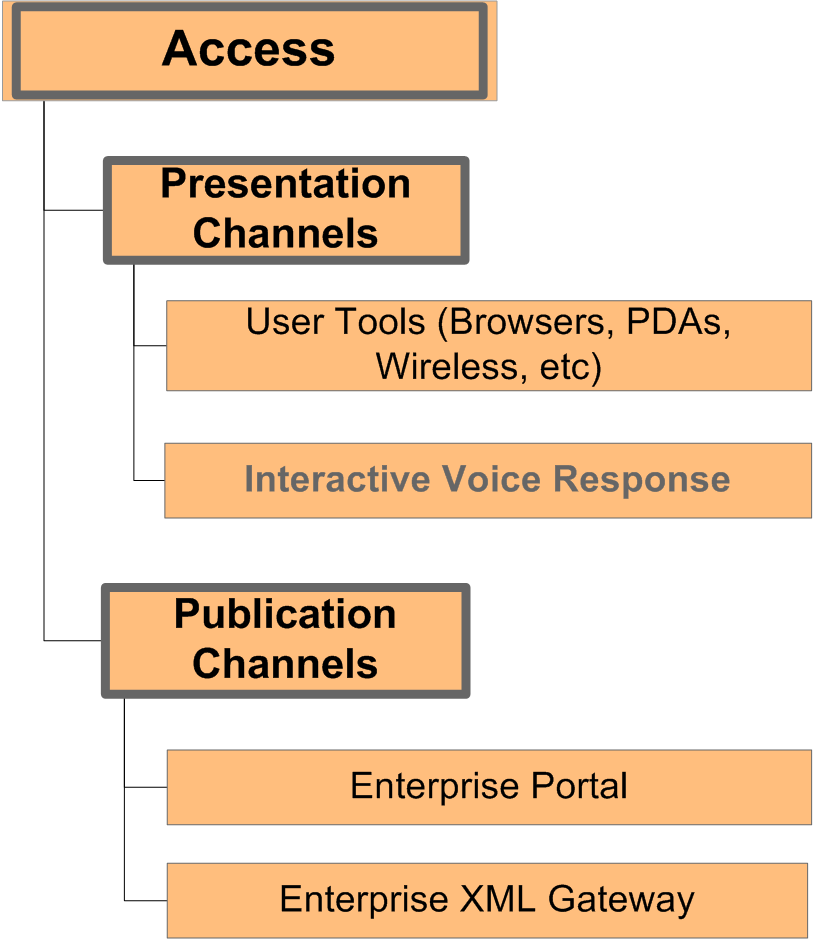 Access
Presentation
Channels
User Tools (Browsers, PDAs,
Wireless, etc)
Interactive Voice Response
Publication
Channels
Enterprise Portal
Enterprise XML Gateway